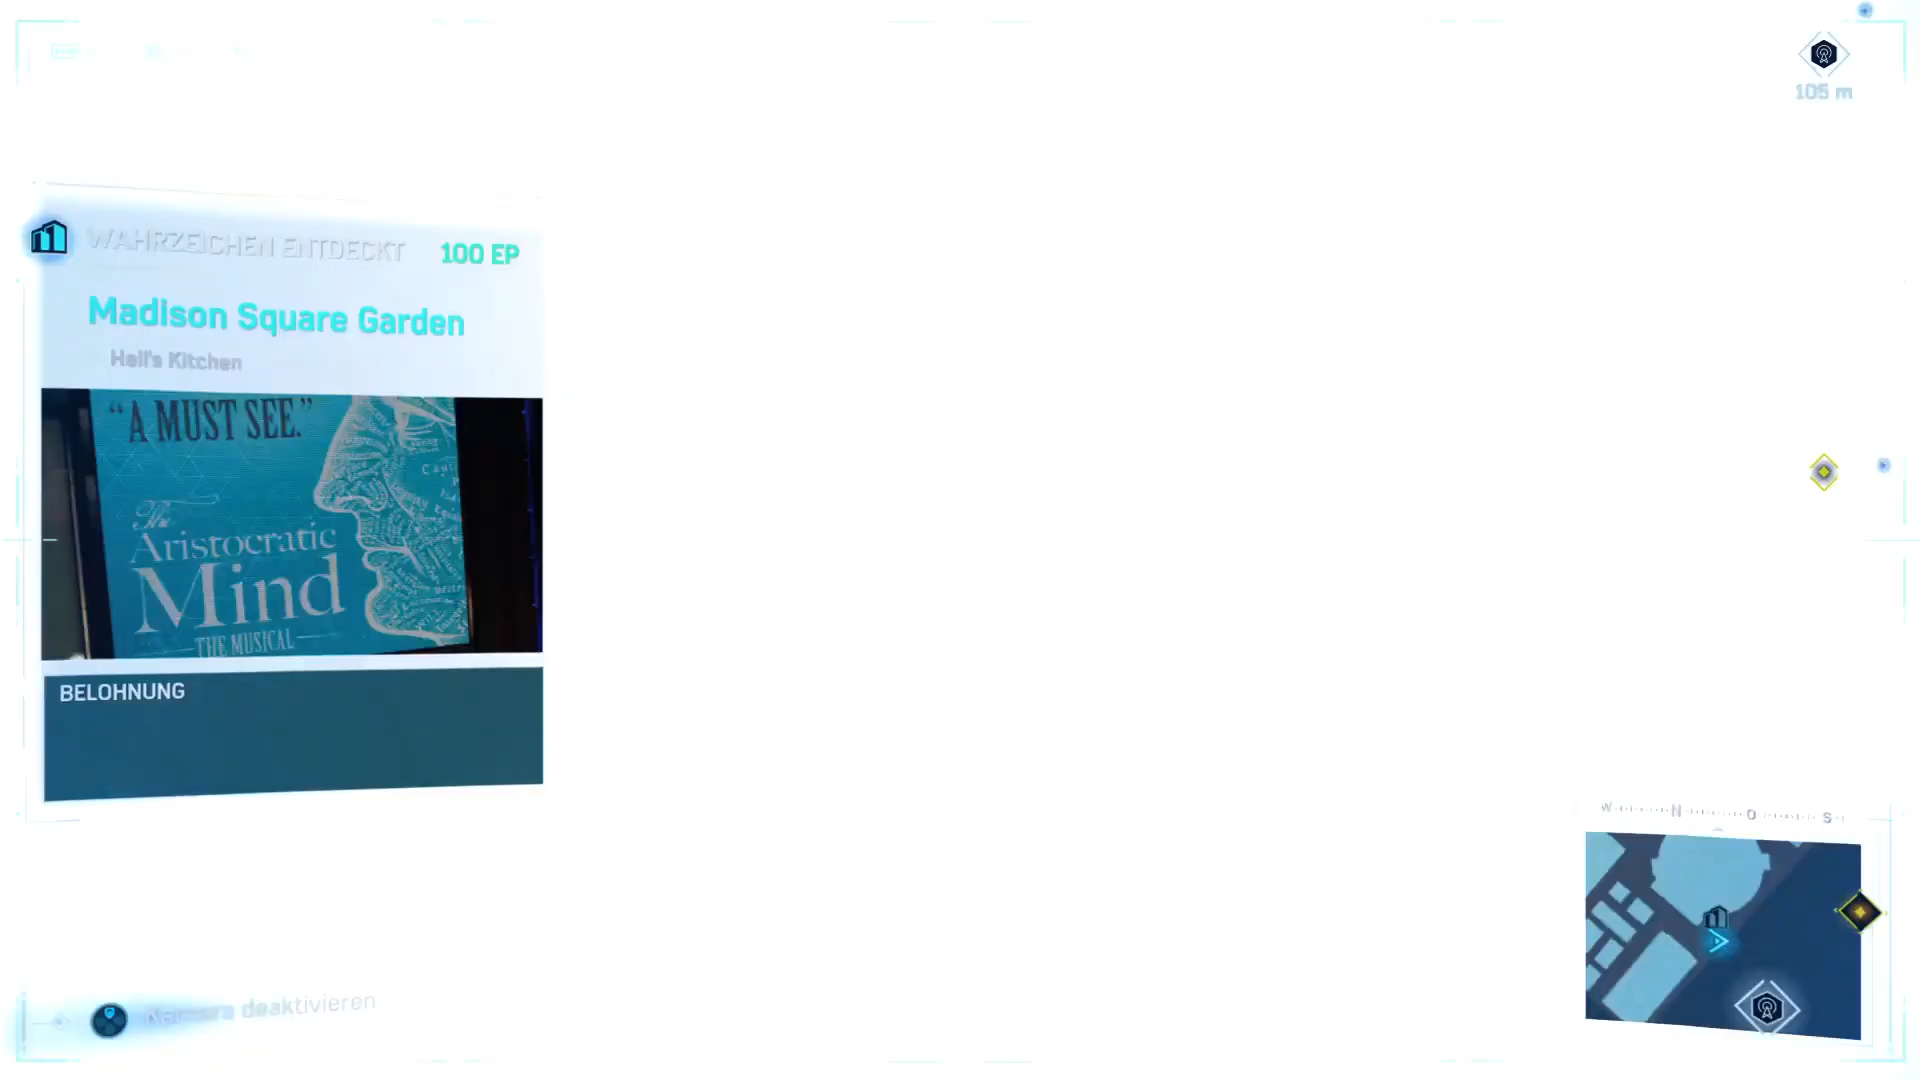 105 m
WAHRZEICHEN ENTDECKT 100 EP
Madison Square Garden
Hell's Kitchen
“A MUST SEE.”
The
Aristocratic
Mind
THE MUSICAL
BELOHNUNG
W N O S
Kamera deaktivieren